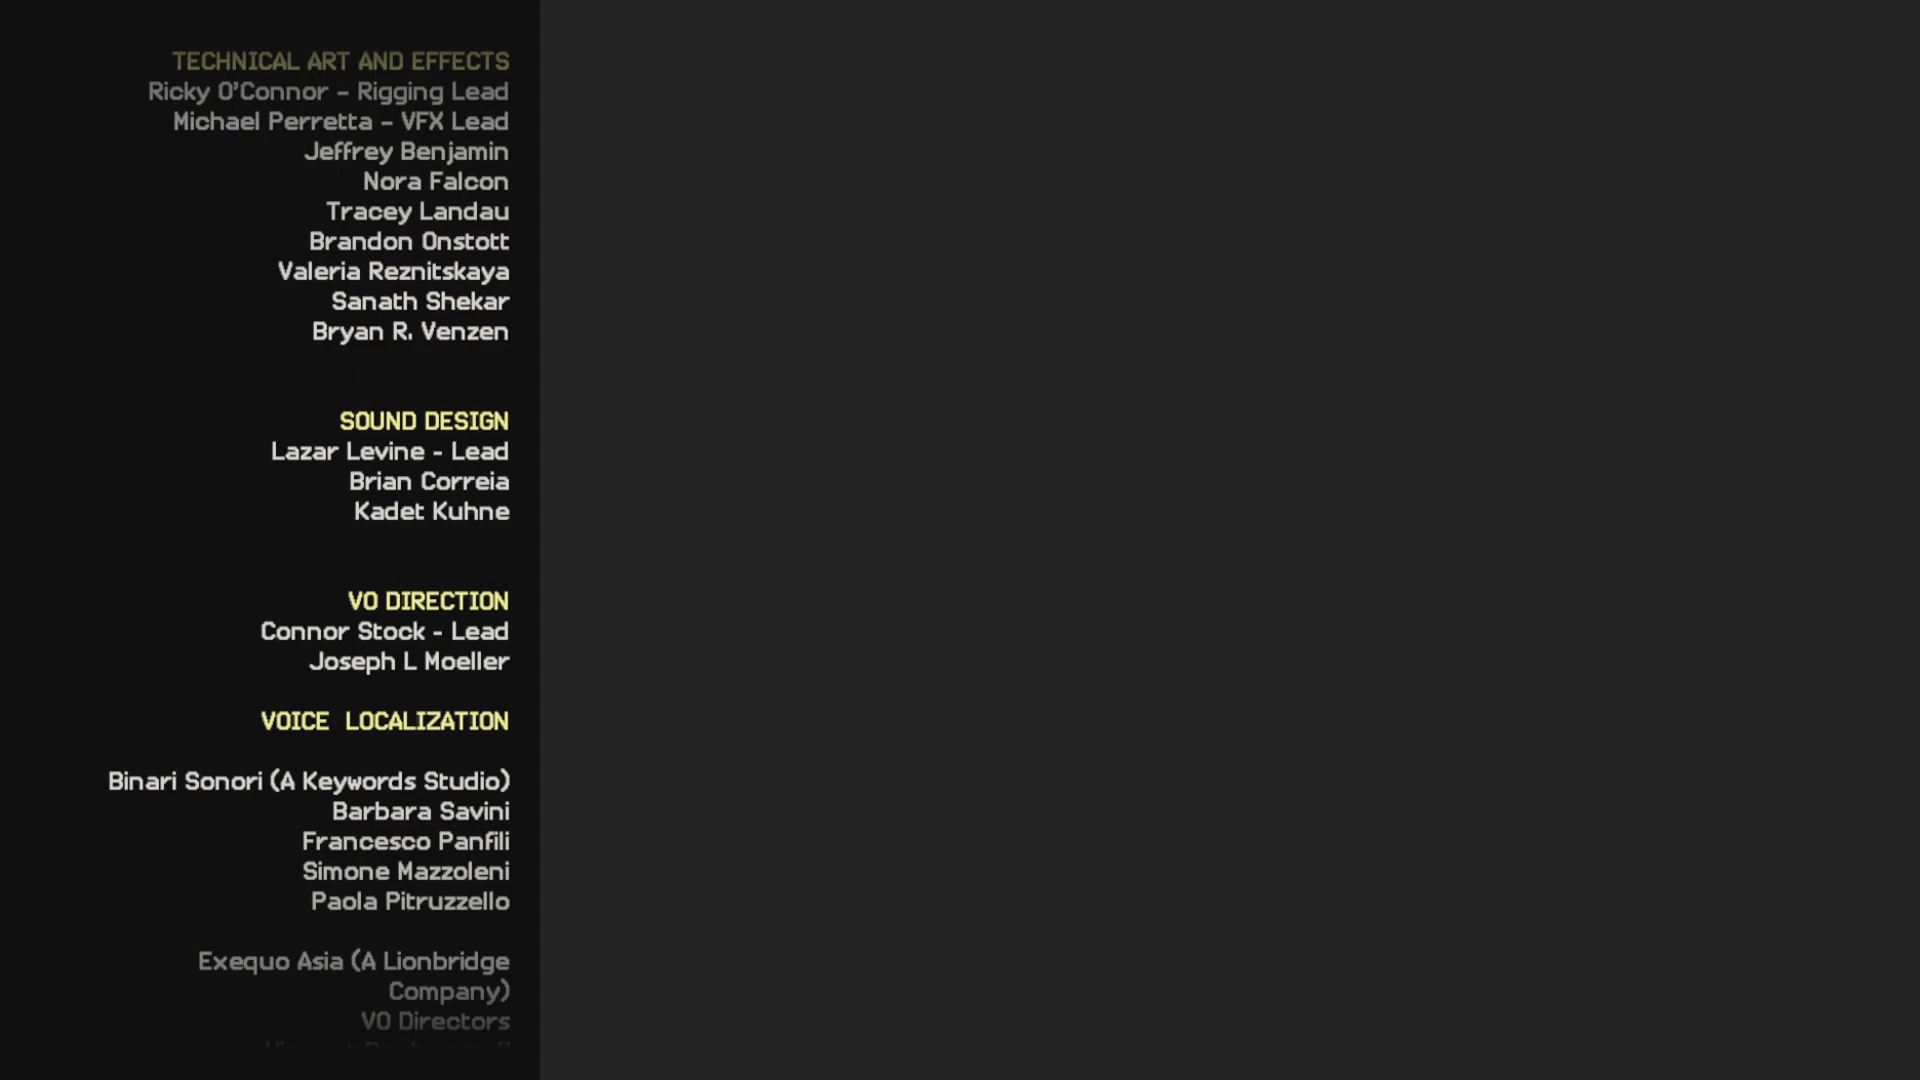 TECHNICAL ART AND EFFECTS
Ricky O'Connor - Rigging Lead
Michael Perretta - VFX Lead
Jeffrey Benjamin
Nora Falcon
Tracey Landau
Brandon Onstott
Valeria Reznitskaya
Sanath Shekar
Bryan R. Venzen
SOUND DESIGN
Lazar Levine - Lead
Brian Correia
Kadet Kuhne
VO DIRECTION
Connor Stock - Lead
Joseph L Moeller
VOICE LOCALIZATION
Binari Sonori (A Keywords Studio)
Barbara Savini
Francesco Panfili
Simone Mazzoleni
Paola Pitruzzello
Exequo Asia (A Lionbridge
Company)
VO Directors